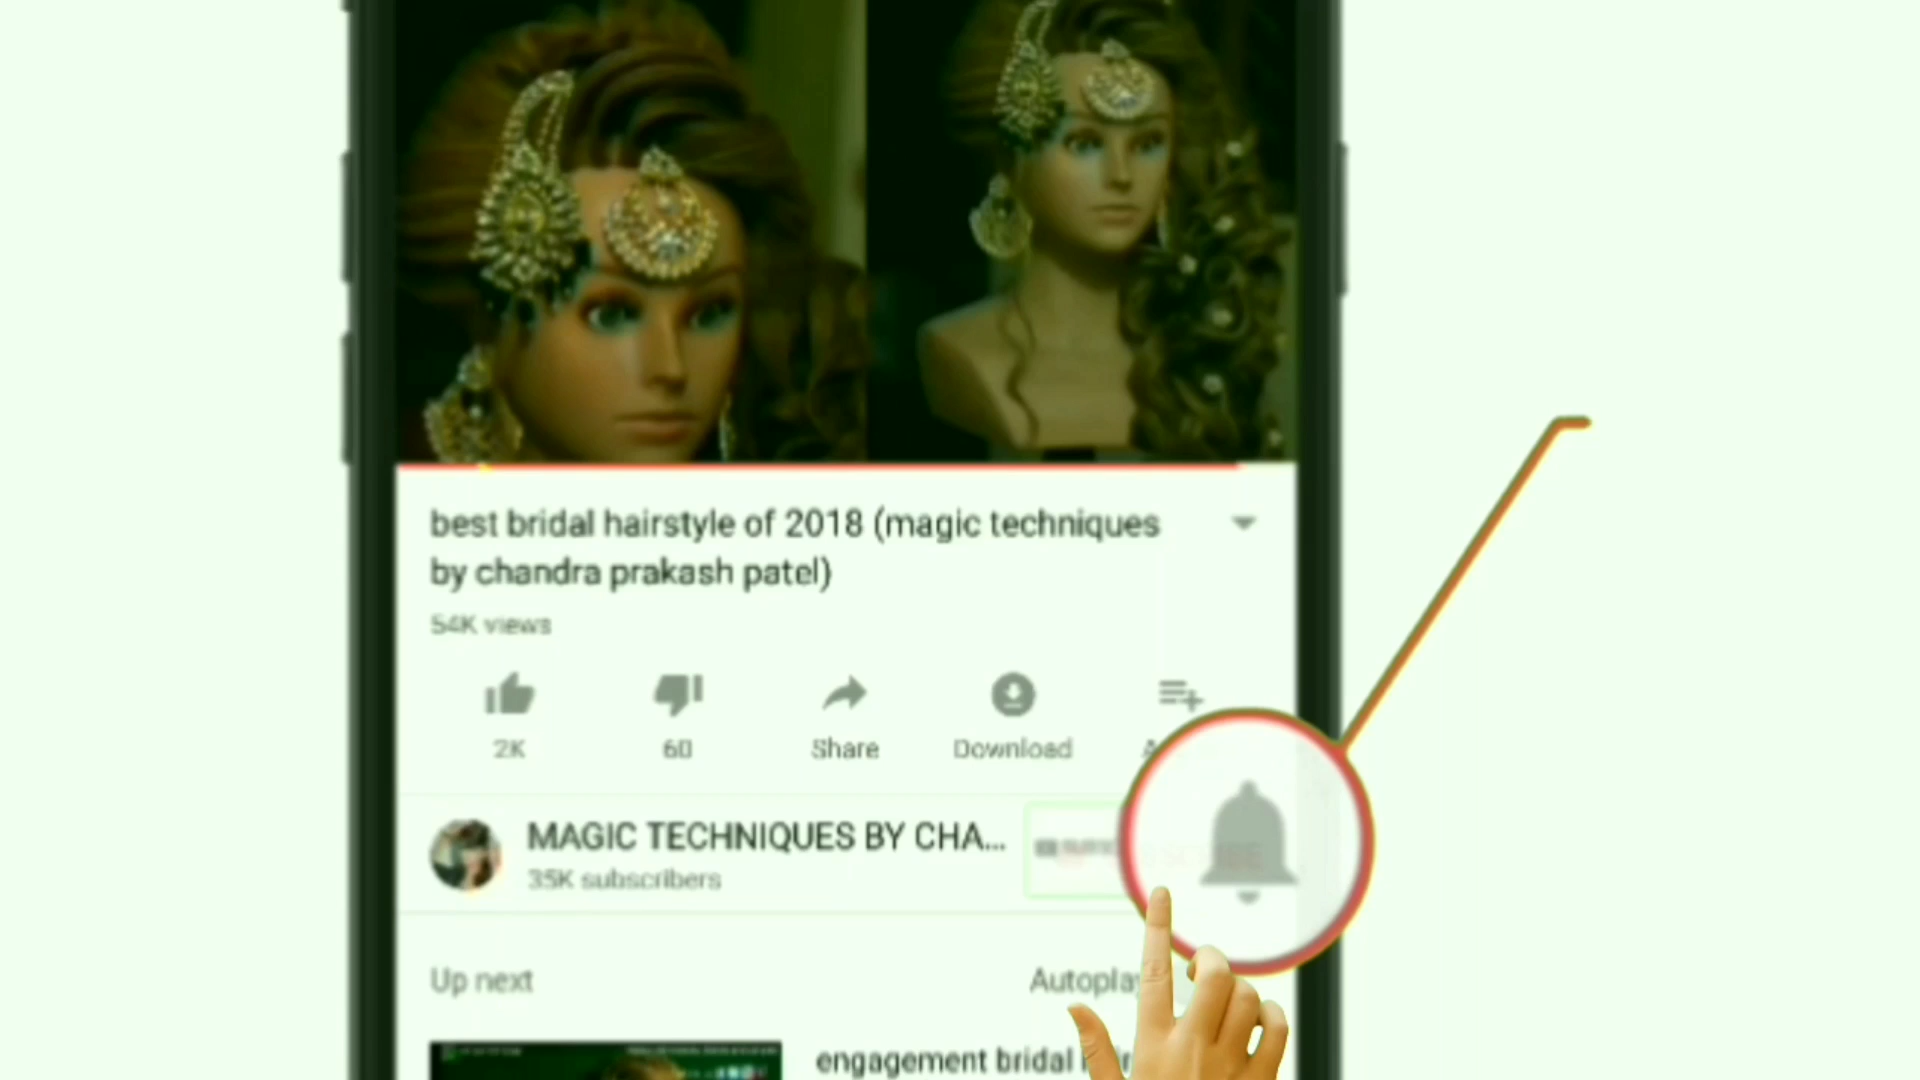 best bridal hairstyle of 2018 (magic techniques
by chandra prakash patel)
54K views
2K
60
Share
Download
MAGIC TECHNIQUES BY CHA...
35K subscribers
Up next
Autoplay
engagement bridal